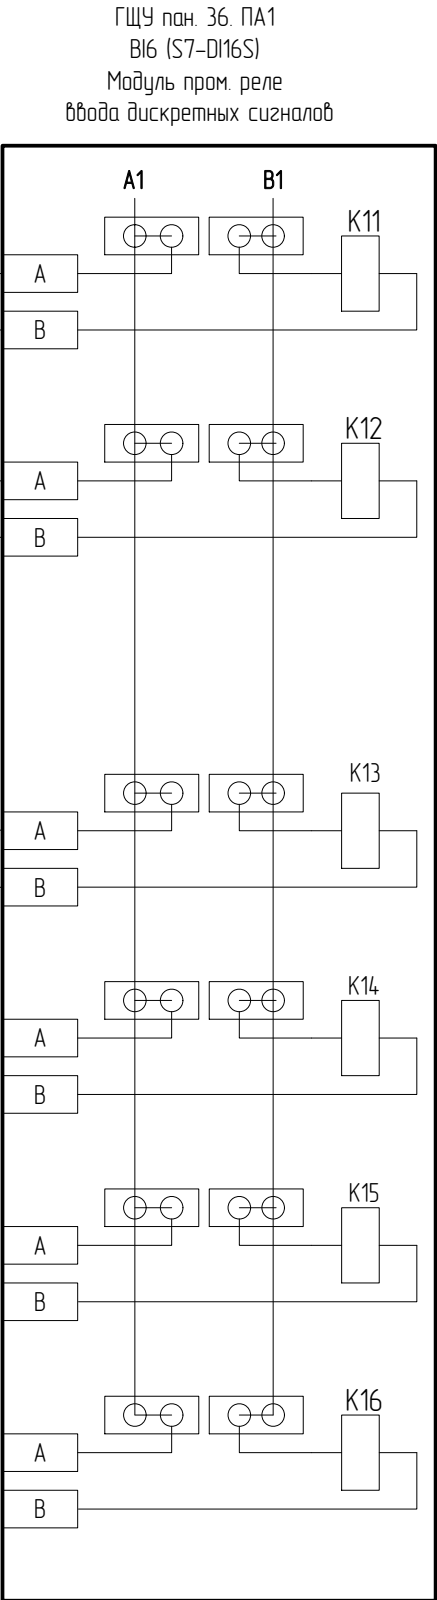 ГЩУ пан. 36. ПА1
BI6 (S7-DI16S)
Модуль пром. реле
ввода дискретных сигналов
A1 B1
K11
A
B
K12
A
B
K13
A
B
K14
A
B
K15
A
B
K16
A
B